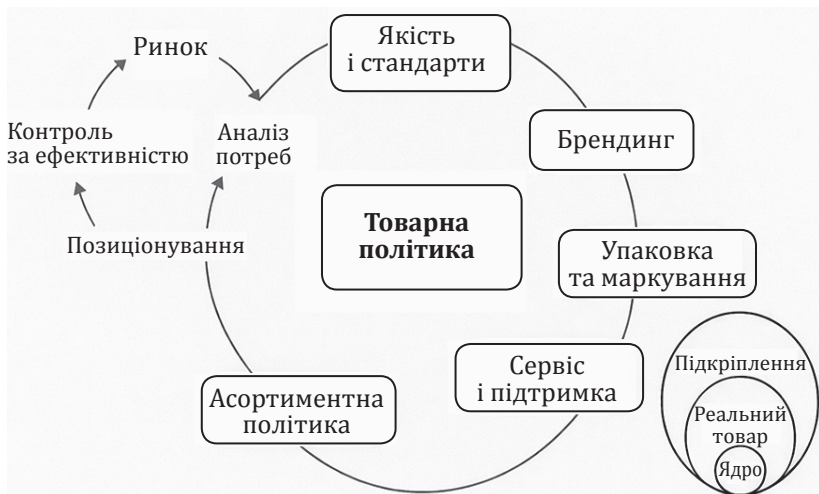 Ринок
Якість
і стандарти
Контроль
за ефективністю
Аналіз
потреб
Брендинг
Товарна
політика
Позиціонування
Упаковка
та маркування
Сервіс
і підтримка
Асортиментна
політика
Підкріплення
Реальний
товар
Ядро